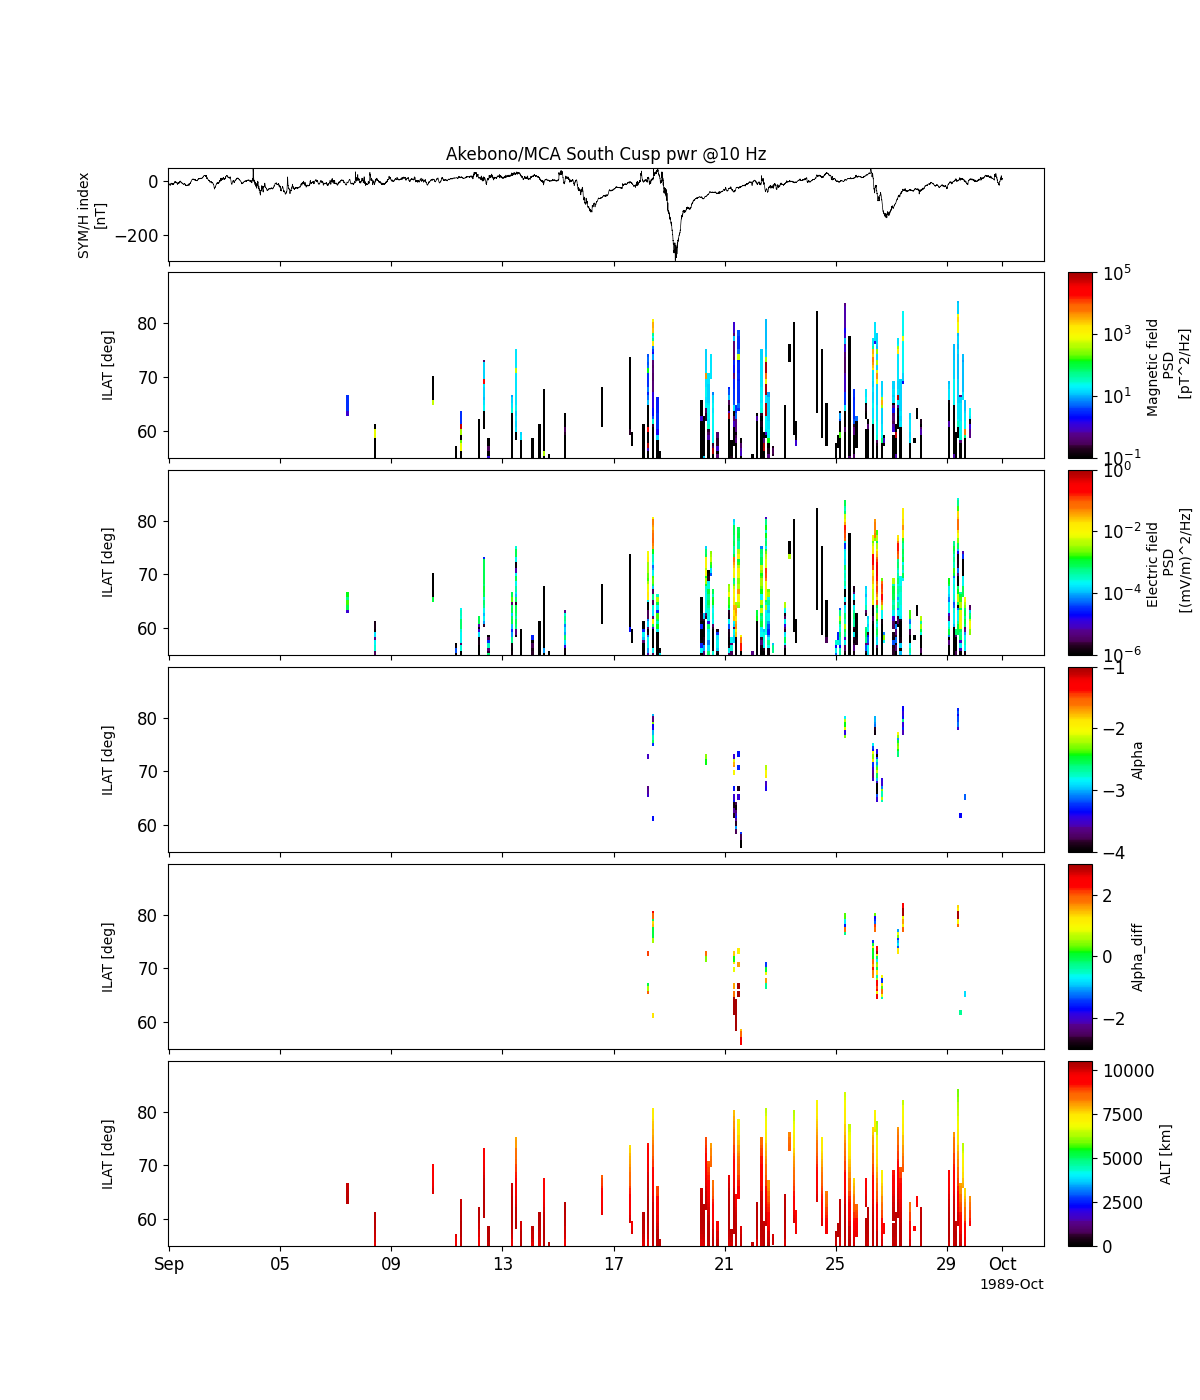 Akebono/MCA South Cusp pwr @10 Hz
SYM/H index
[nT]
0
−200
ILAT [deg]
80
70
60
10^5
10^3
10^1
10^−1
Magnetic field
PSD
[pT^2/Hz]
ILAT [deg]
80
70
60
10^0
10^−2
10^−4
10^−6
Electric field
PSD
[(mV/m)^2/Hz]
ILAT [deg]
80
70
60
−1
−2
−3
−4
Alpha
ILAT [deg]
80
70
60
2
0
−2
Alpha_diff
ILAT [deg]
80
70
60
10000
7500
5000
2500
0
ALT [km]
Sep 05 09 13 17 21 25 29 Oct
1989-Oct